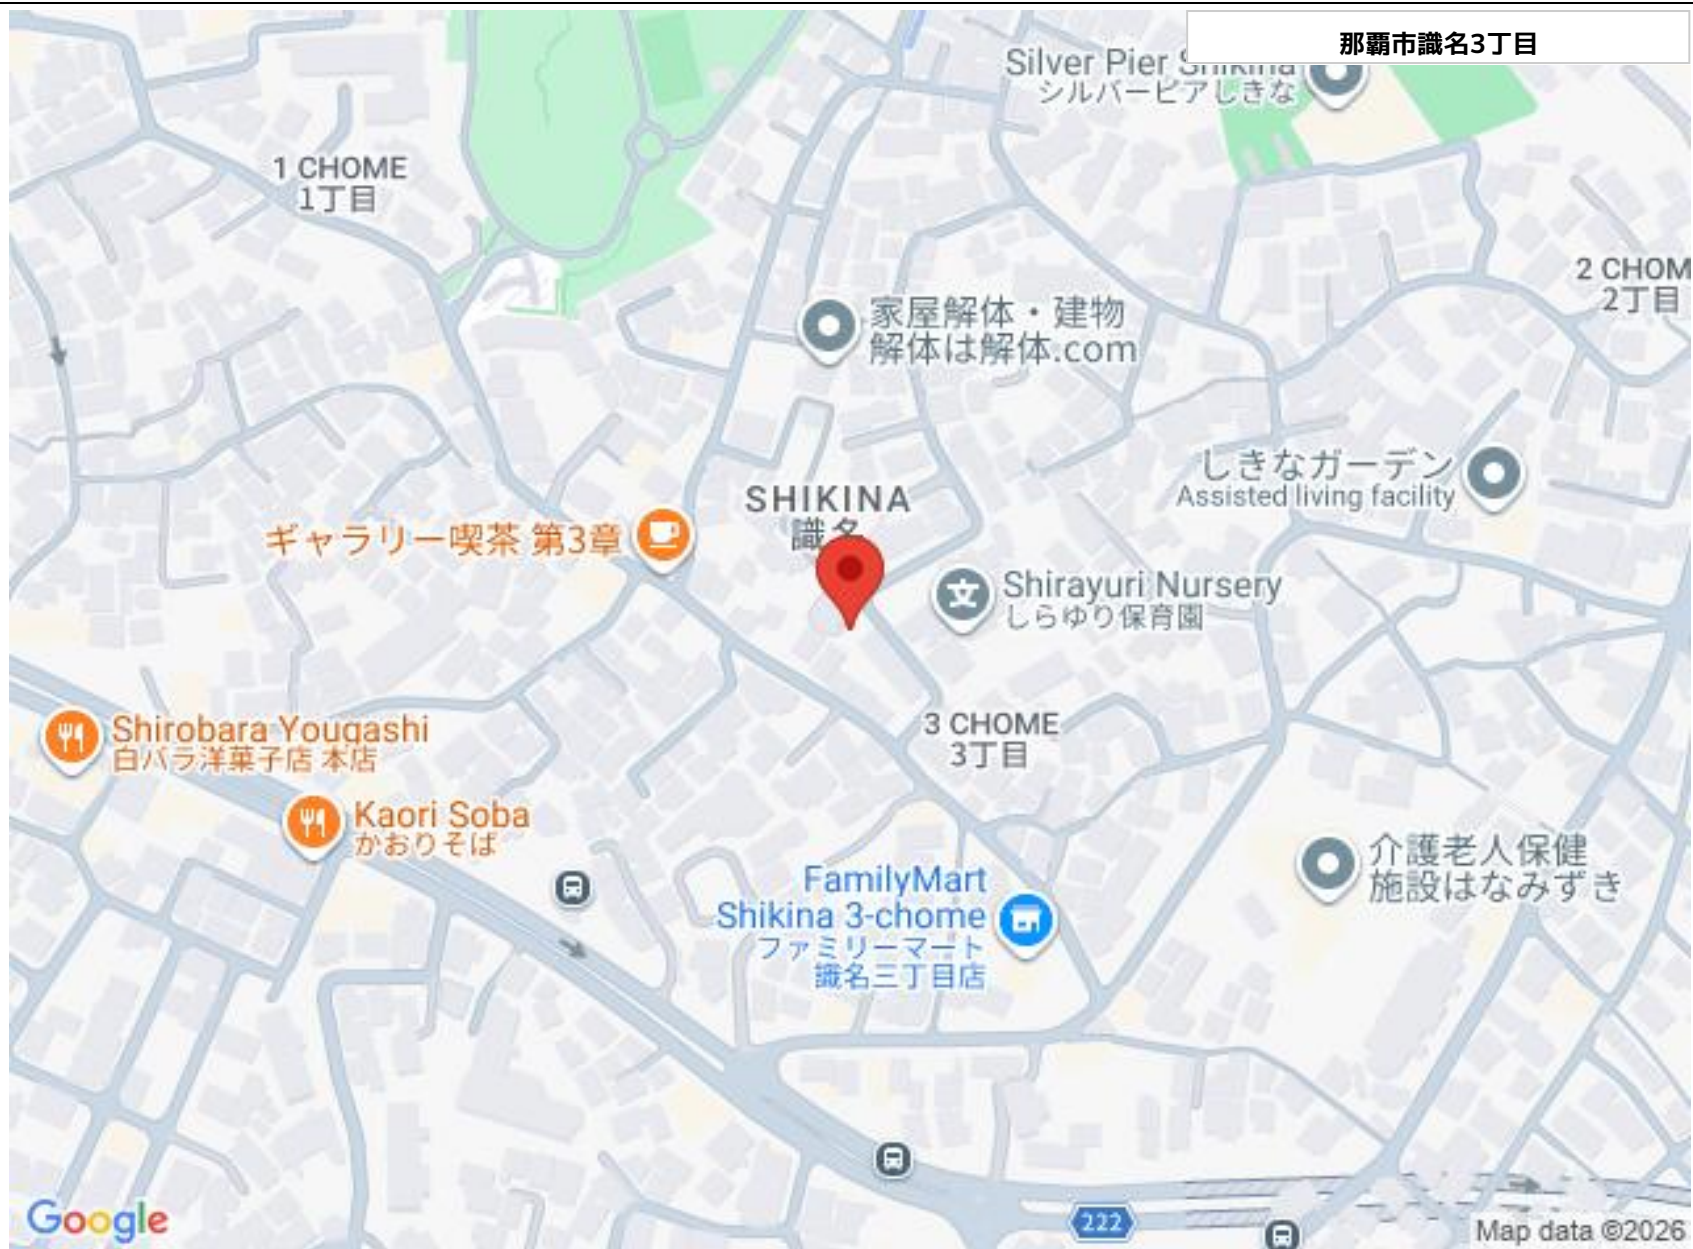 那覇市識名3丁目
Silver Pier Shikina
シルバーピアしきな
1 CHOME
1丁目
2 CHOM
2丁目
家屋解体・建物
解体は解体.com
しきなガーデン
Assisted living facility
SHIKINA
識名
ギャラリー喫茶 第3章
Shirayuri Nursery
しらゆり保育園
Shirobara Yougashi
白バラ洋菓子店 本店
3 CHOME
3丁目
Kaori Soba
かおりそば
FamilyMart
Shikina 3-chome
ファミリーマート
識名三丁目店
介護老人保健
施設はなみずき
222
Google
Map data ©2026